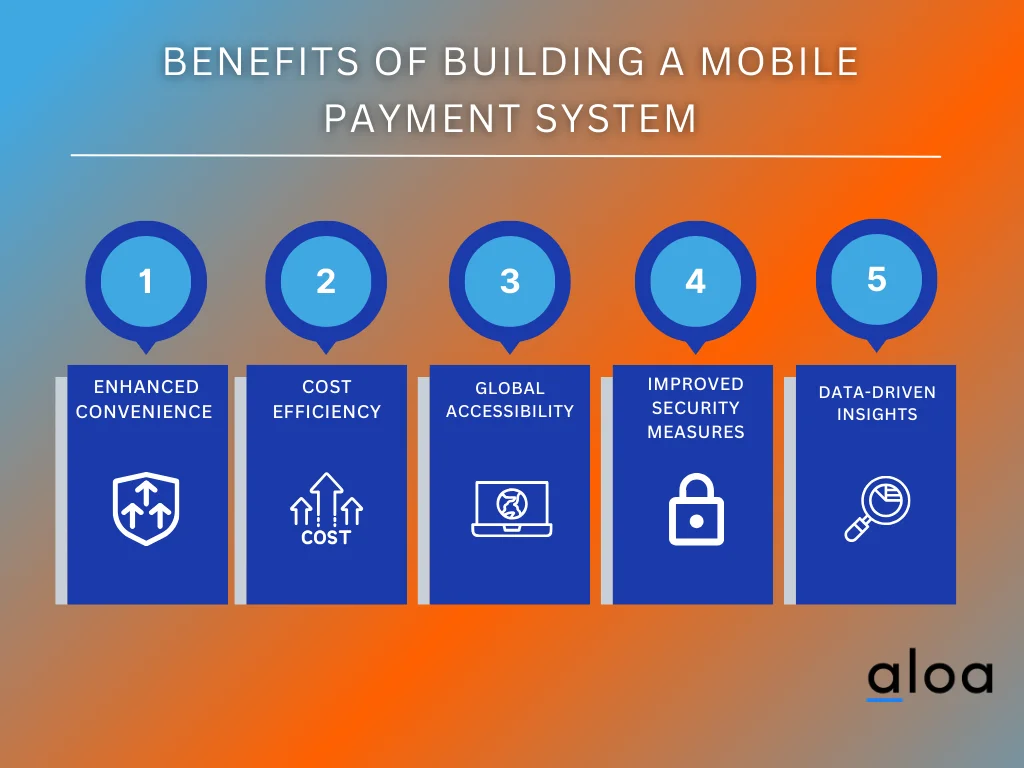 BENEFITS OF BUILDING A MOBILE
PAYMENT SYSTEM
1
ENHANCED
CONVENIENCE
2
COST
EFFICIENCY
COST
3
GLOBAL
ACCESSIBILITY
4
IMPROVED
SECURITY
MEASURES
5
DATA-DRIVEN
INSIGHTS
aloa